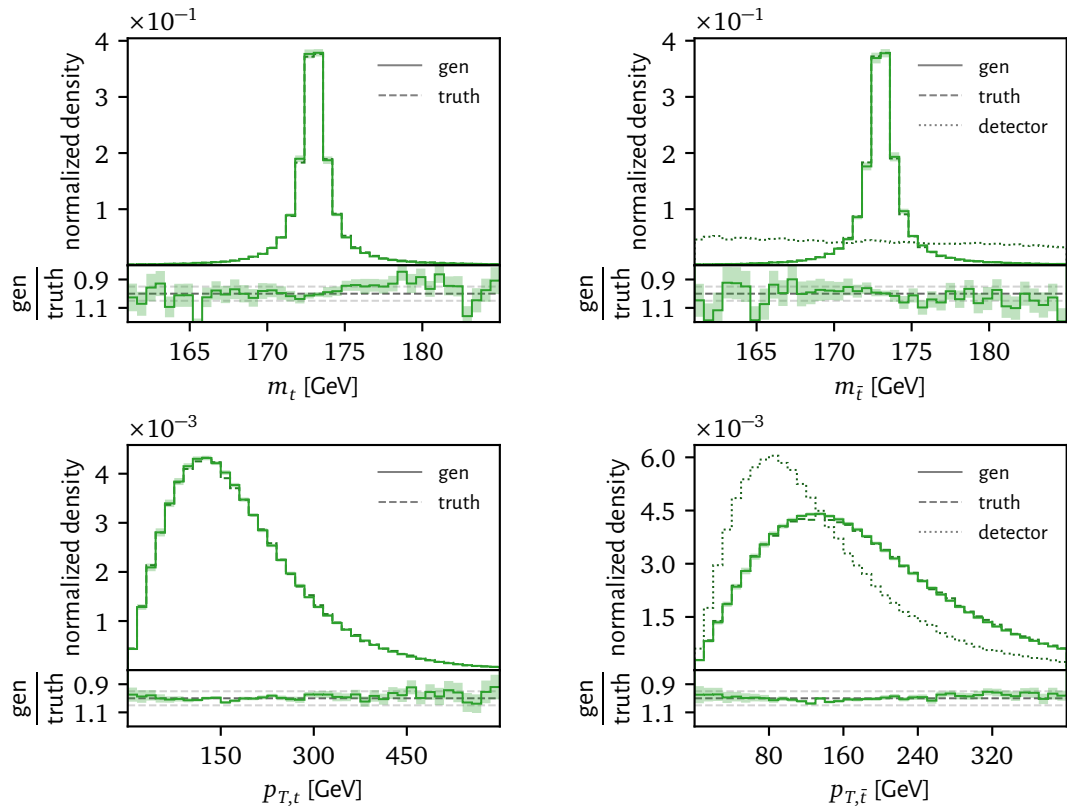 ×10⁻¹
4
3
2
1
normalized density
gen
truth
0.9
1.1
gen
truth
165 170 175 180
m_t [GeV]
×10⁻¹
4
3
2
1
normalized density
gen
truth
detector
0.9
1.1
gen
truth
165 170 175 180
m_t̄ [GeV]
×10⁻³
4
3
2
1
normalized density
gen
truth
0.9
1.1
gen
truth
150 300 450
p_{T,t} [GeV]
×10⁻³
6.0
4.5
3.0
1.5
normalized density
gen
truth
detector
0.9
1.1
gen
truth
80 160 240 320
p_{T,t̄} [GeV]